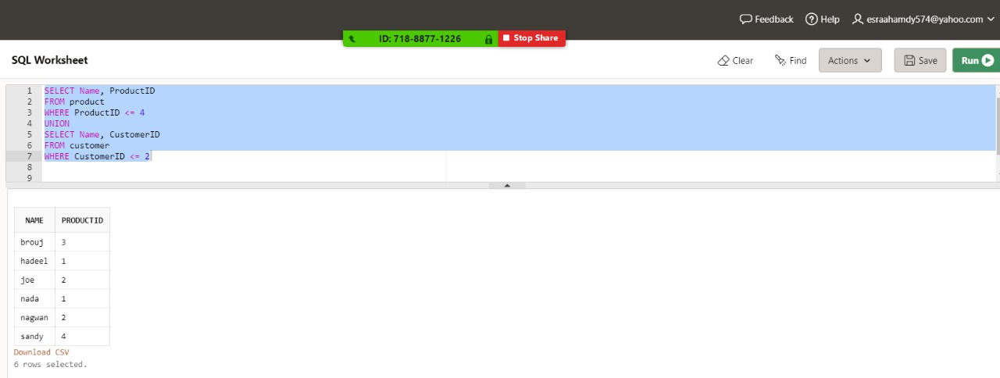 Feedback Help esraahamdy574@yahoo.com
ID: 718-8877-1226 Stop Share
SQL Worksheet Clear Find Actions Save Run
1 SELECT Name, ProductID
2 FROM product
3 WHERE ProductID <= 4
4 UNION
5 SELECT Name, CustomerID
6 FROM customer
7 WHERE CustomerID <= 2
8
9
NAME PRODUCTID
brouj 3
hadeel 1
joe 2
nada 1
nagwan 2
sandy 4
Download CSV
6 rows selected.